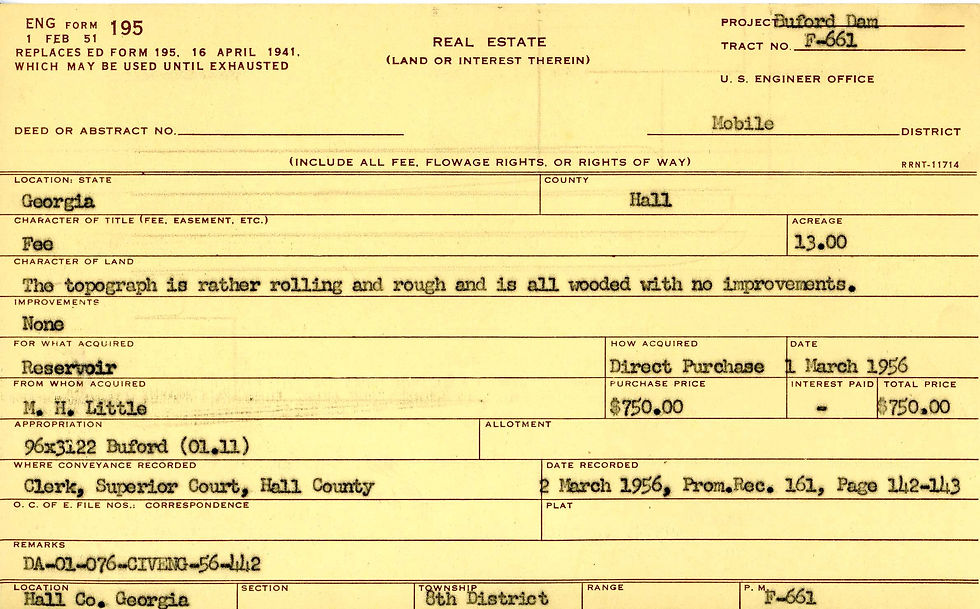 ENG FORM 195
1 FEB 51
REPLACES ED FORM 195, 16 APRIL 1941,
WHICH MAY BE USED UNTIL EXHAUSTED
REAL ESTATE
(LAND OR INTEREST THEREIN)
PROJECT Buford Dam
TRACT NO. F-661
U. S. ENGINEER OFFICE
DEED OR ABSTRACT NO.
Mobile DISTRICT
(INCLUDE ALL FEE, FLOWAGE RIGHTS, OR RIGHTS OF WAY)
RRNT-11714
LOCATION: STATE COUNTY
Georgia Hall
CHARACTER OF TITLE (FEE, EASEMENT, ETC.) ACREAGE
Fee 13.00
CHARACTER OF LAND
The topograph is rather rolling and rough and is all wooded with no improvements.
IMPROVEMENTS
None
FOR WHAT ACQUIRED HOW ACQUIRED DATE
Reservoir Direct Purchase 1 March 1956
FROM WHOM ACQUIRED PURCHASE PRICE INTEREST PAID TOTAL PRICE
M. H. Little $750.00 - $750.00
APPROPRIATION ALLOTMENT
96x3122 Buford (01.11)
WHERE CONVEYANCE RECORDED DATE RECORDED
Clerk, Superior Court, Hall County 2 March 1956, Prom.Rec. 161, Page 142-143
O. C. OF E. FILE NOS.: CORRESPONDENCE PLAT
REMARKS
DA-01-076-CIVENG-56-442
LOCATION SECTION TOWNSHIP RANGE P. M.
Hall Co. Georgia 8th District F-661